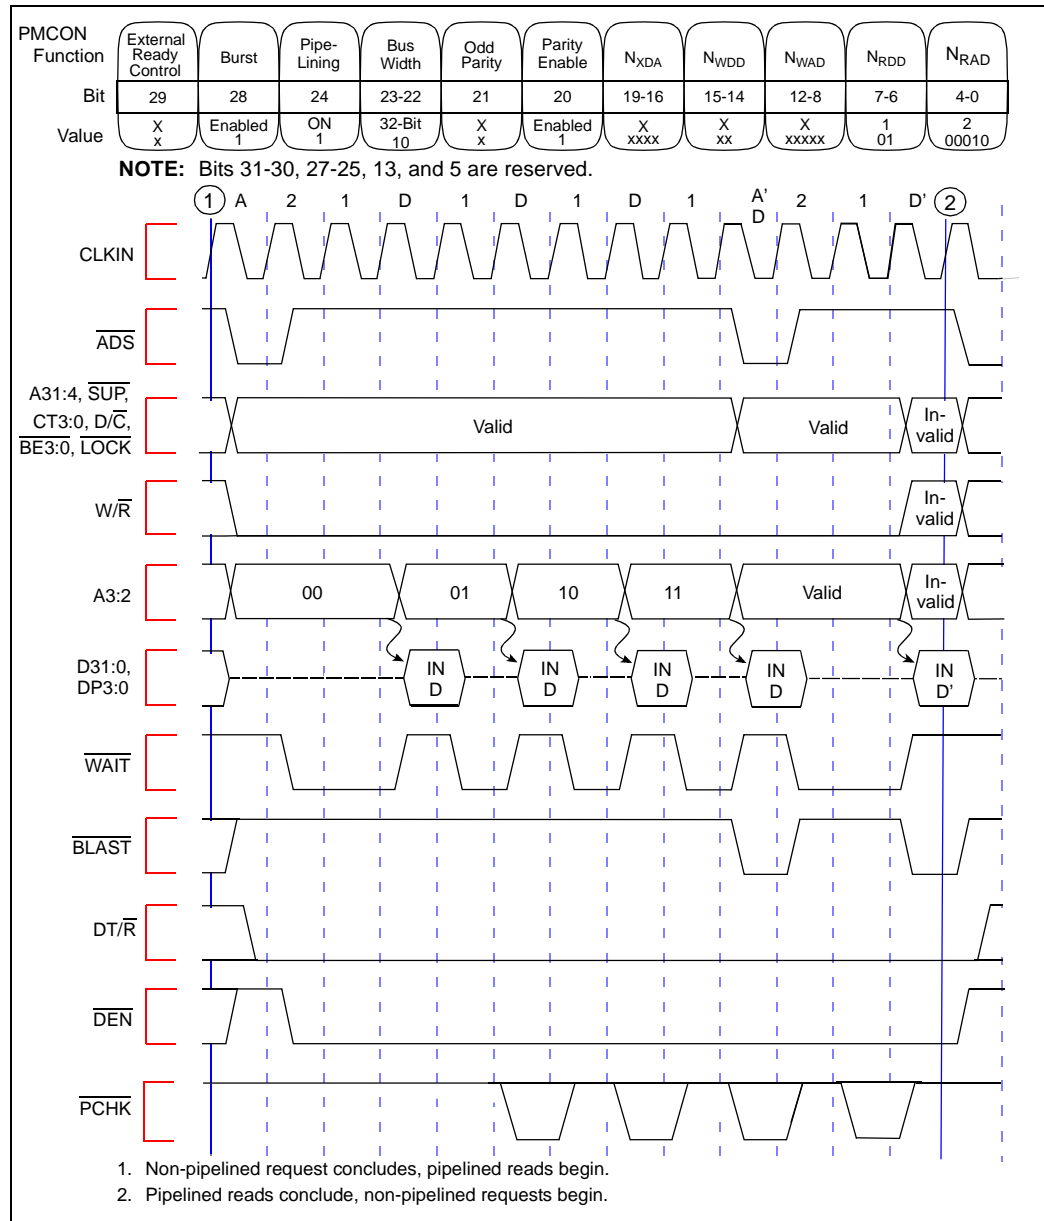 PMCON Function External Ready Control Burst Pipe-Lining Bus Width Odd Parity Parity Enable NXDA NWDD NWAD NRDD NRAD
Bit 29 28 24 23-22 21 20 19-16 15-14 12-8 7-6 4-0
Value X x Enabled 1 ON 1 32-Bit 10 X x Enabled 1 X xxxx X xx X xxxxx 1 01 2 00010
NOTE: Bits 31-30, 27-25, 13, and 5 are reserved.
1 A 2 1 D 1 D 1 D 1 A' D 2 1 D' 2
CLKIN
ADS
A31:4, SUP, CT3:0, D/C, BE3:0, LOCK Valid Valid In-valid
W/R In-valid
A3:2 00 01 10 11 Valid In-valid
D31:0, DP3:0 IN D IN D IN D IN D IN D'
WAIT
BLAST
DT/R
DEN
PCHK
1. Non-pipelined request concludes, pipelined reads begin.
2. Pipelined reads conclude, non-pipelined requests begin.